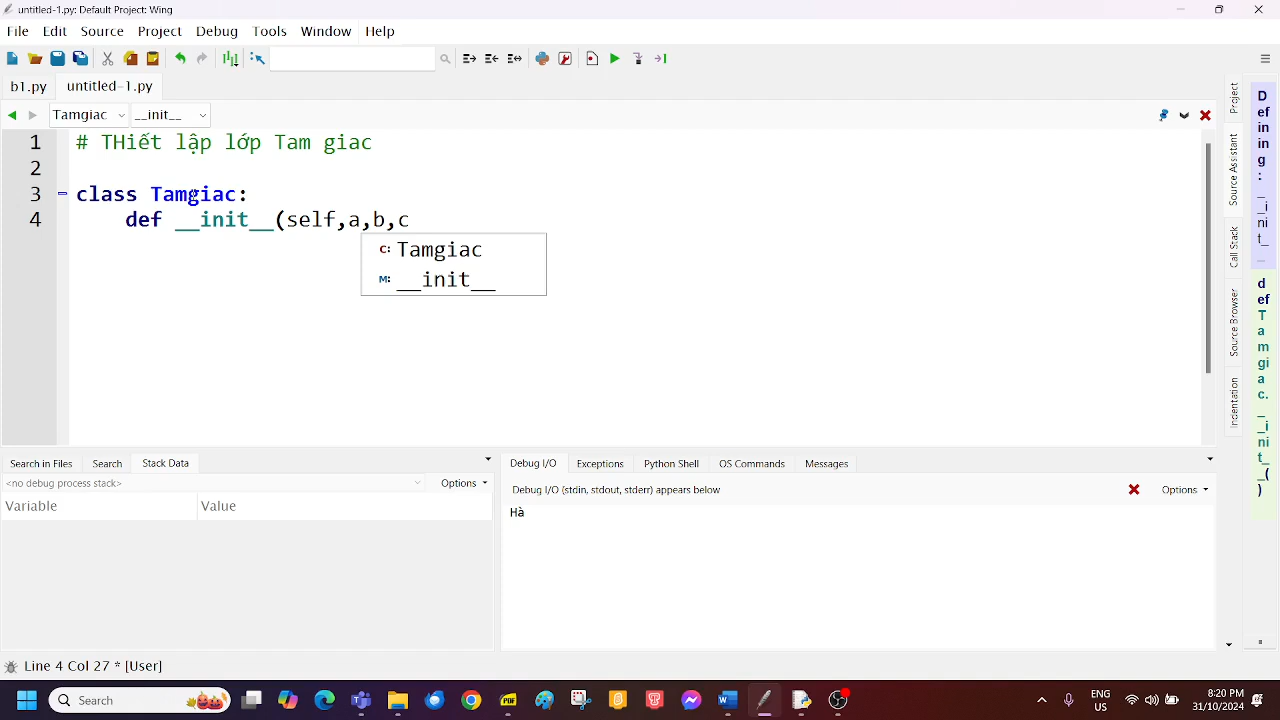 untitled-1.py: Default Project: Wing
File Edit Source Project Debug Tools Window Help
b1.py untitled-1.py
Tamgiac __init__
1 # THiết lập lớp Tam giac
2
3 class Tamgiac:
4 def __init__(self,a,b,c
C: Tamgiac
M: __init__
Project
Source Assistant
Call Stack
Source Browser
Indentation
Defining: __init__
def Tamgiac.__init__()
Search in Files Search Stack Data
<no debug process stack> Options
Variable Value
Debug I/O Exceptions Python Shell OS Commands Messages
Debug I/O (stdin, stdout, stderr) appears below Options
Hà
Line 4 Col 27 * [User]
Search
PDF
ENG
US
8:20 PM
31/10/2024